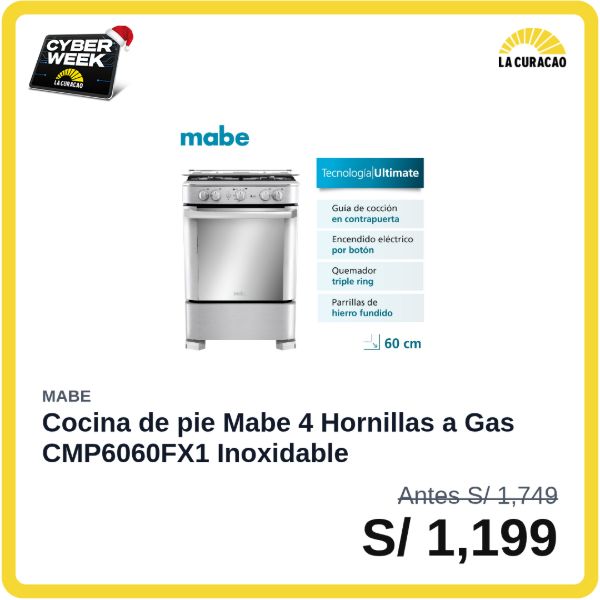 CYBER
WEEK
LA CURACAO
LA CURACAO
mabe
Tecnología|Ultimate
Guía de cocción
en contrapuerta
Encendido eléctrico
por botón
Quemador
triple ring
Parrillas de
hierro fundido
60 cm
MABE
Cocina de pie Mabe 4 Hornillas a Gas
CMP6060FX1 Inoxidable
Antes S/ 1,749
S/ 1,199